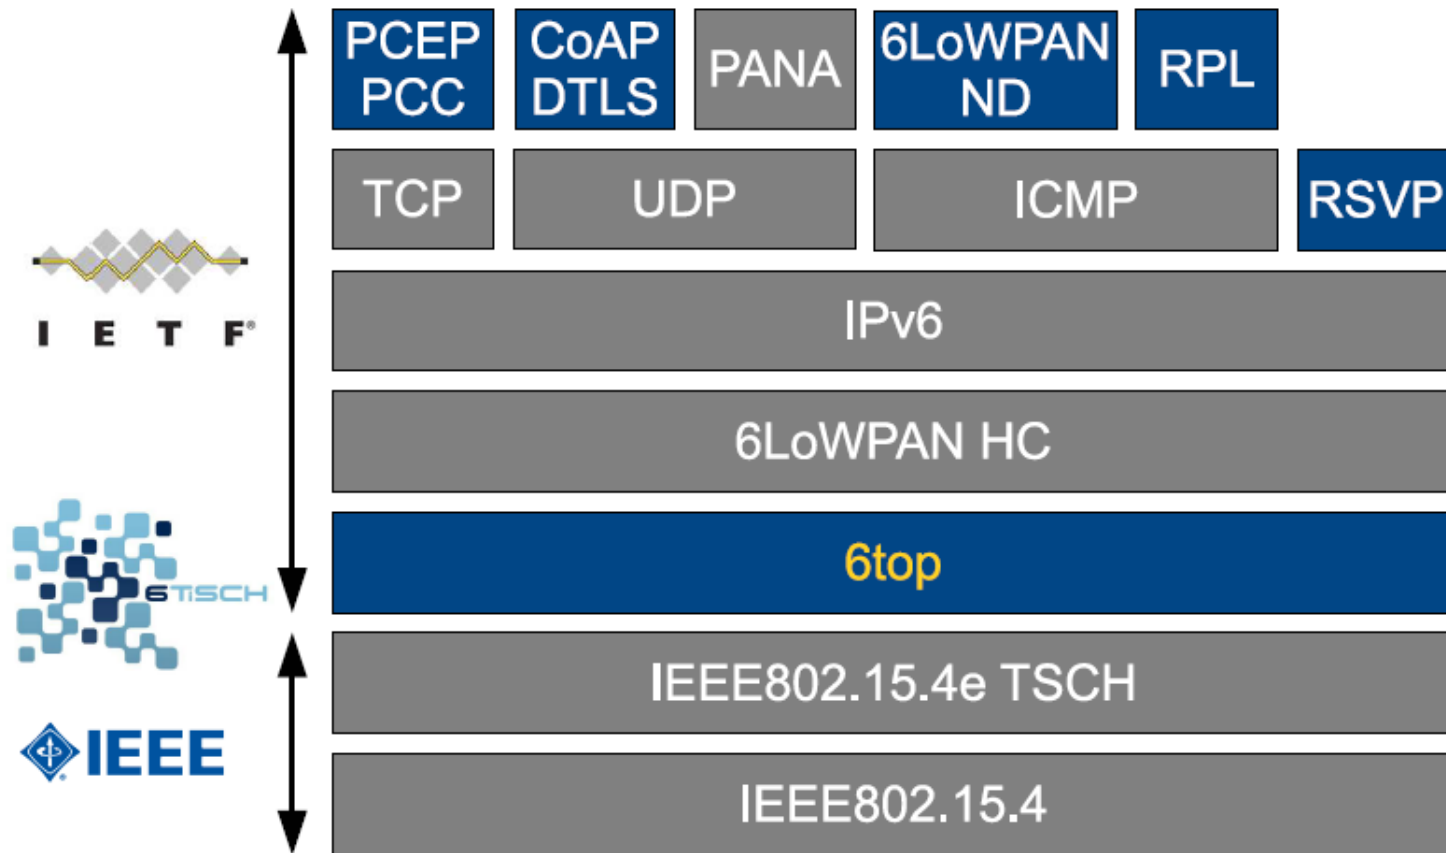 PCEP
PCC
CoAP
DTLS
PANA
6LoWPAN
ND
RPL
TCP
UDP
ICMP
RSVP
IETF®
IPv6
6LoWPAN HC
6TiSCH
6top
IEEE802.15.4e TSCH
IEEE
IEEE802.15.4